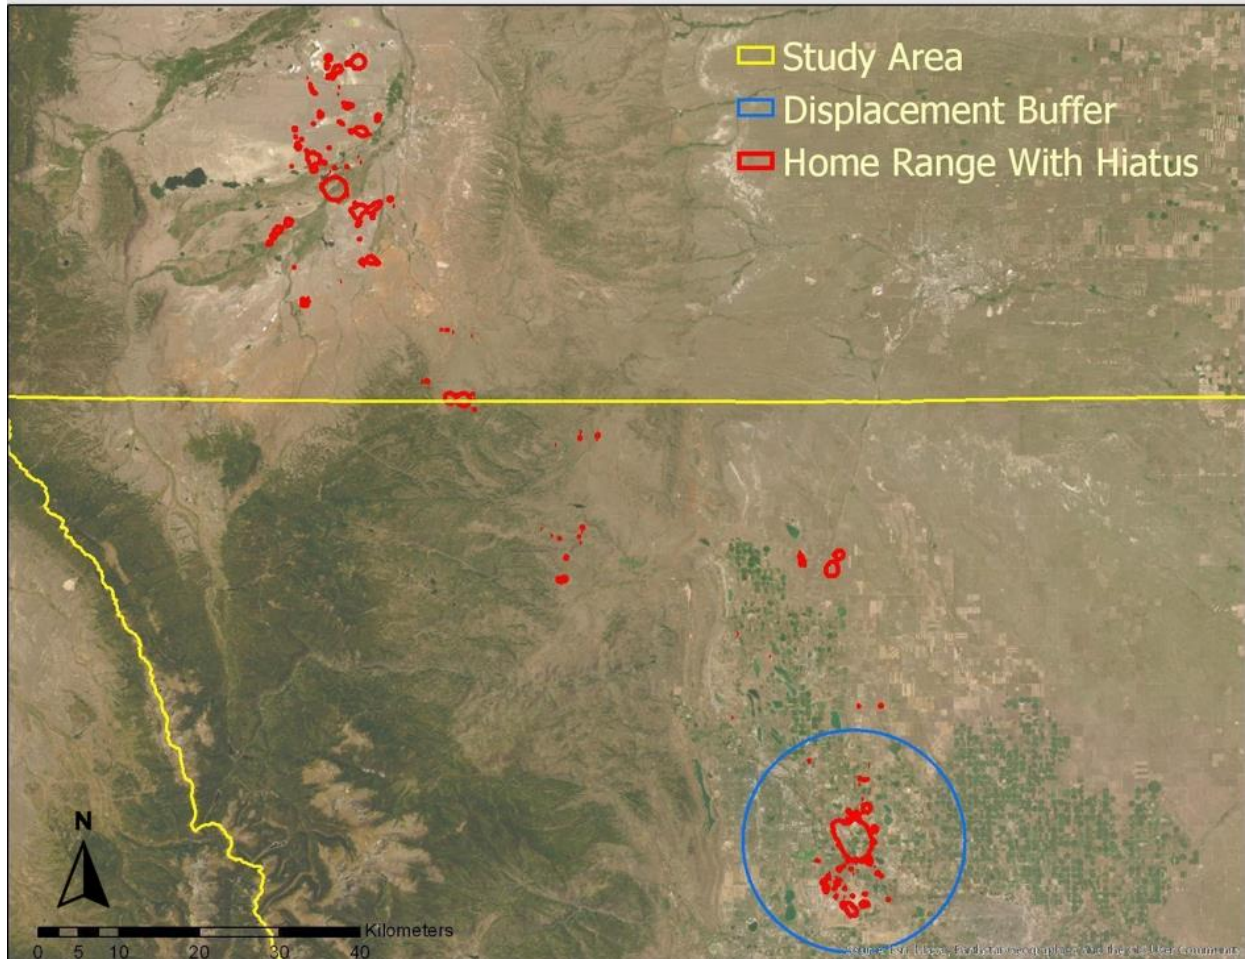 Study Area
Displacement Buffer
Home Range With Hiatus
N
Kilometers
0 5 10 20 30 40